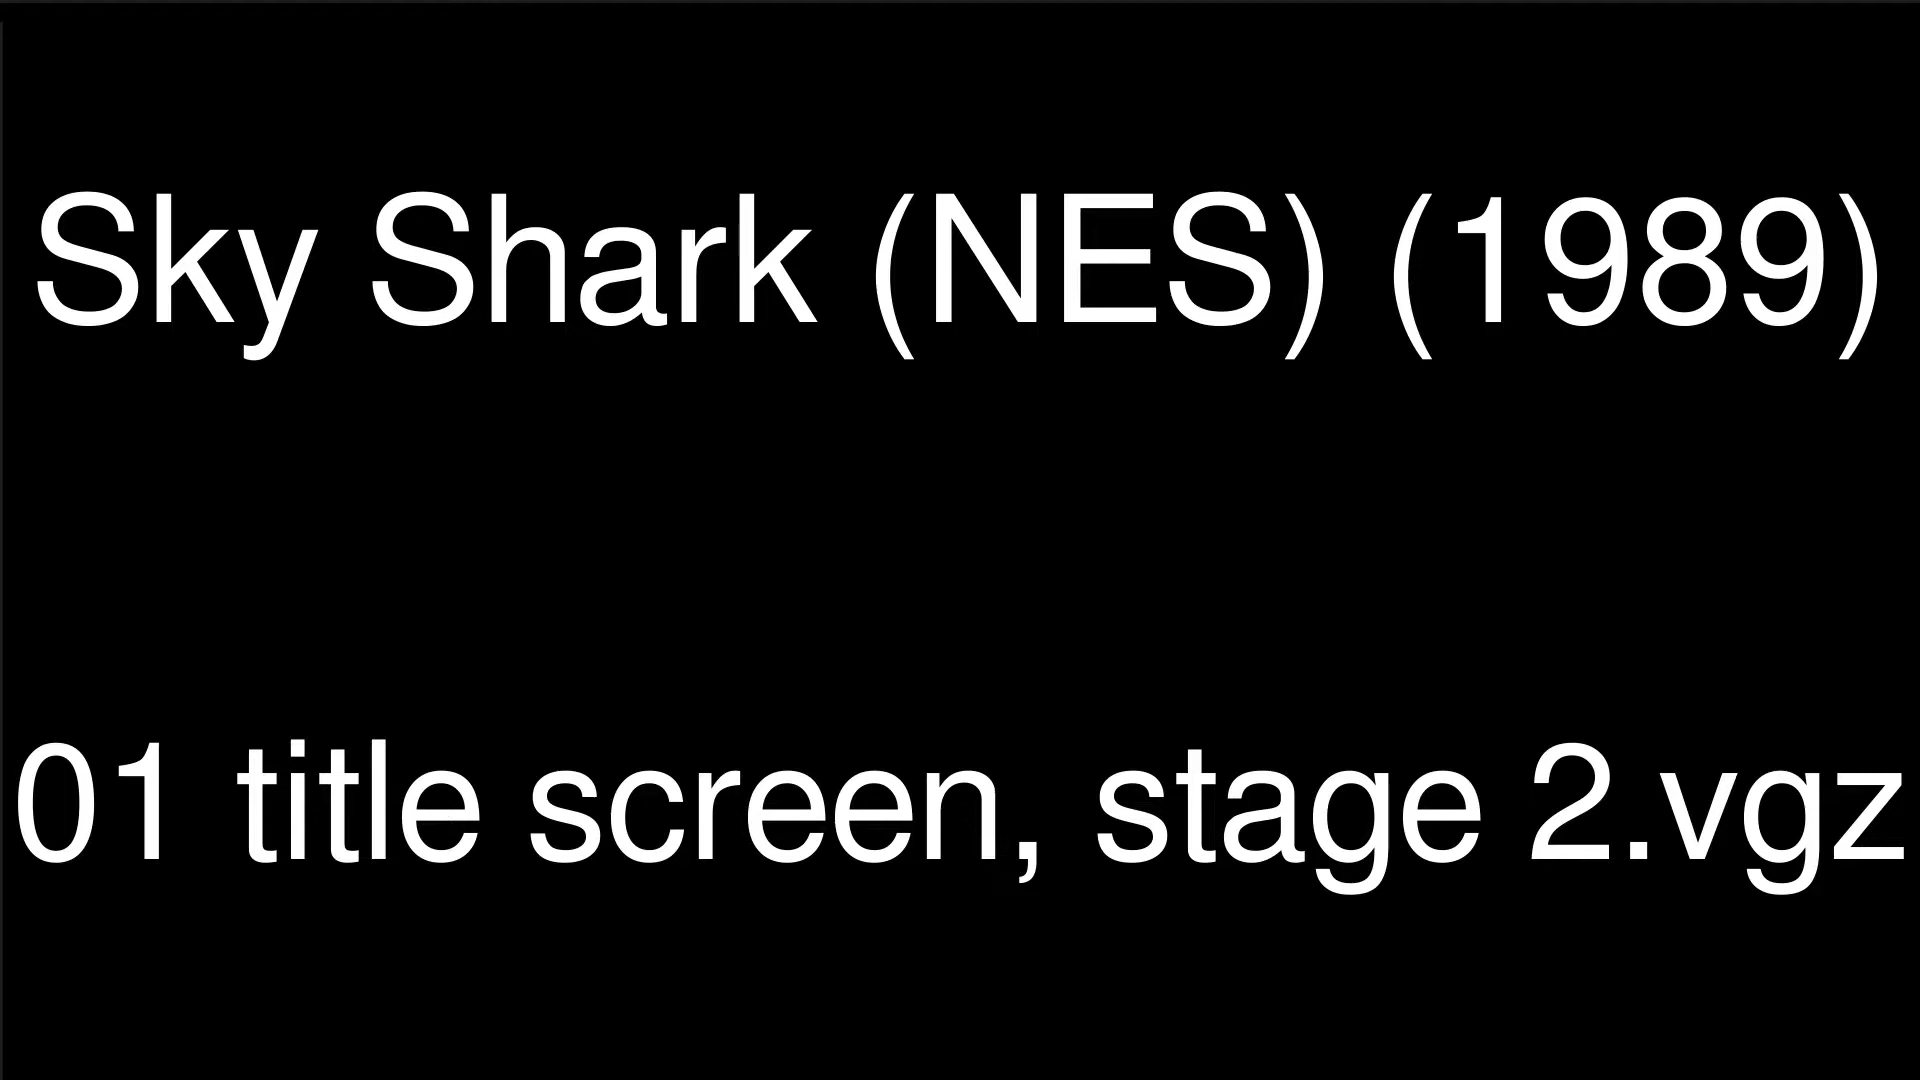 Sky Shark (NES) (1989)
01 title screen, stage 2.vgz